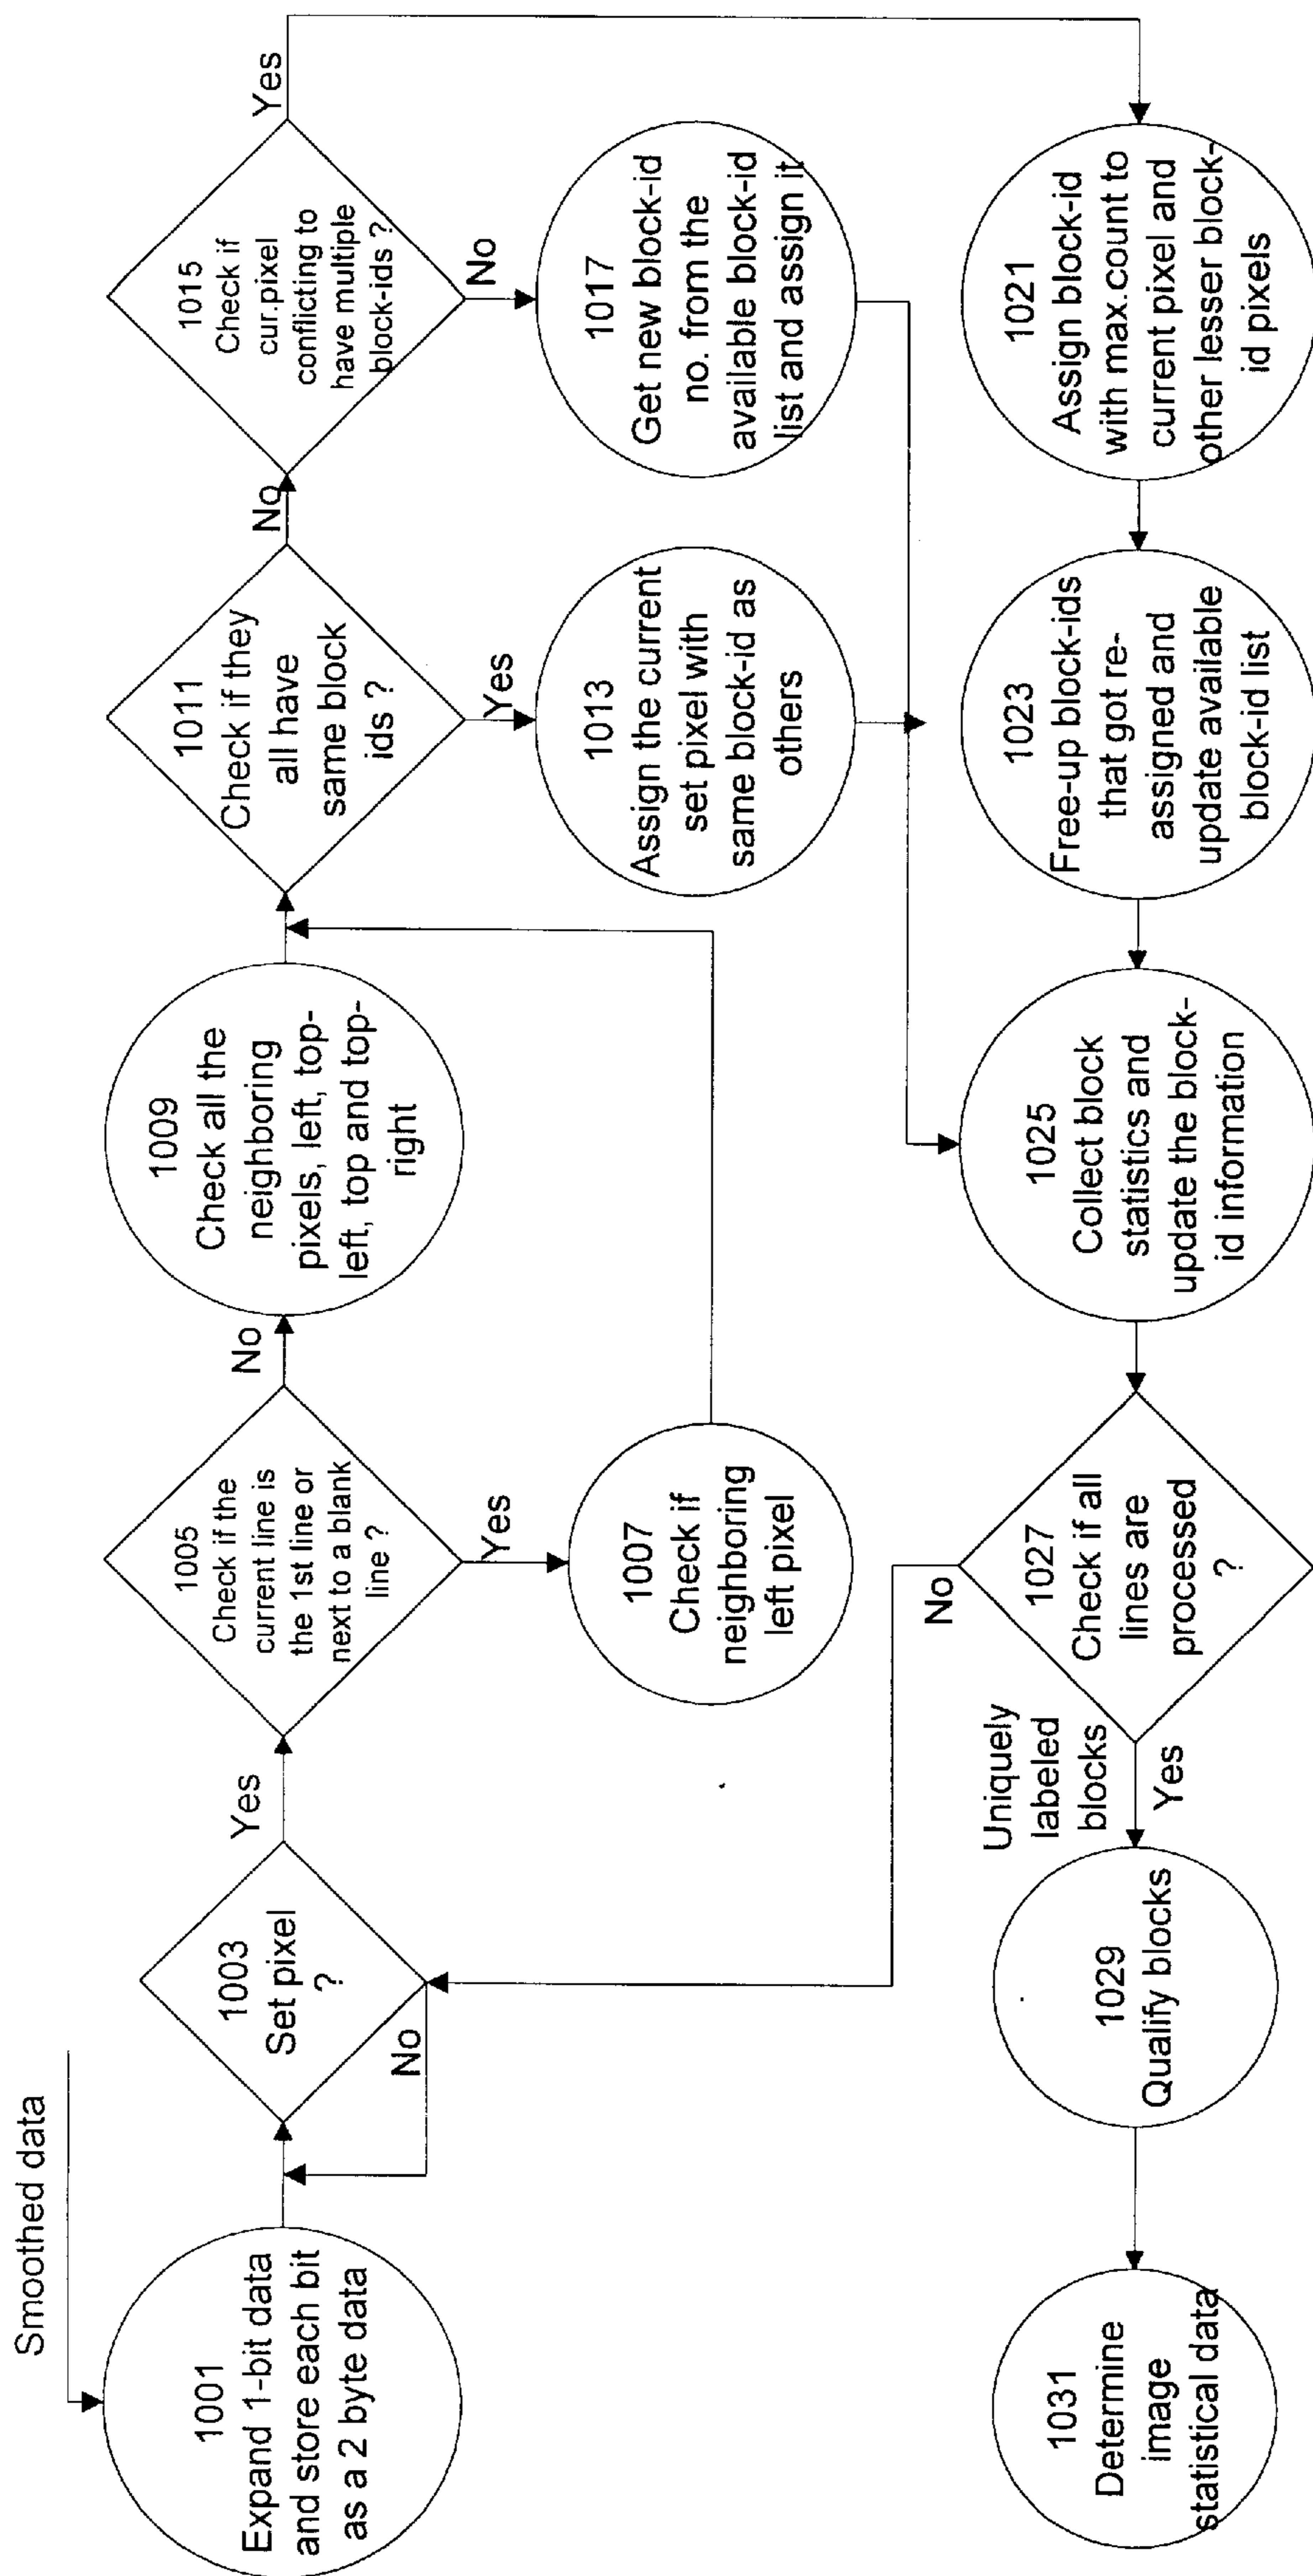 Smoothed data
1001
Expand 1-bit data
and store each bit
as a 2 byte data
1003
Set pixel
?
No
Yes
1005
Check if the
current line is
the 1st line or
next to a blank
line ?
No
Yes
1007
Check if
neighboring
left pixel
1009
Check all the
neighboring
pixels, left, top-
left, top and top-
right
1011
Check if they
all have
same block
ids ?
No
Yes
1013
Assign the current
set pixel with
same block-id as
others
1015
Check if
cur.pixel
conflicting to
have multiple
block-ids ?
Yes
No
1017
Get new block-id
no. from the
available block-id
list and assign it
1021
Assign block-id
with max.count to
current pixel and
other lesser block-
id pixels
1023
Free-up block-ids
that got re-
assigned and
update available
block-id list
1025
Collect block
statistics and
update the block-
id information
1027
Check if all
lines are
processed
?
No
Uniquely
labeled
blocks
Yes
1029
Qualify blocks
1031
Determine
image
statistical data